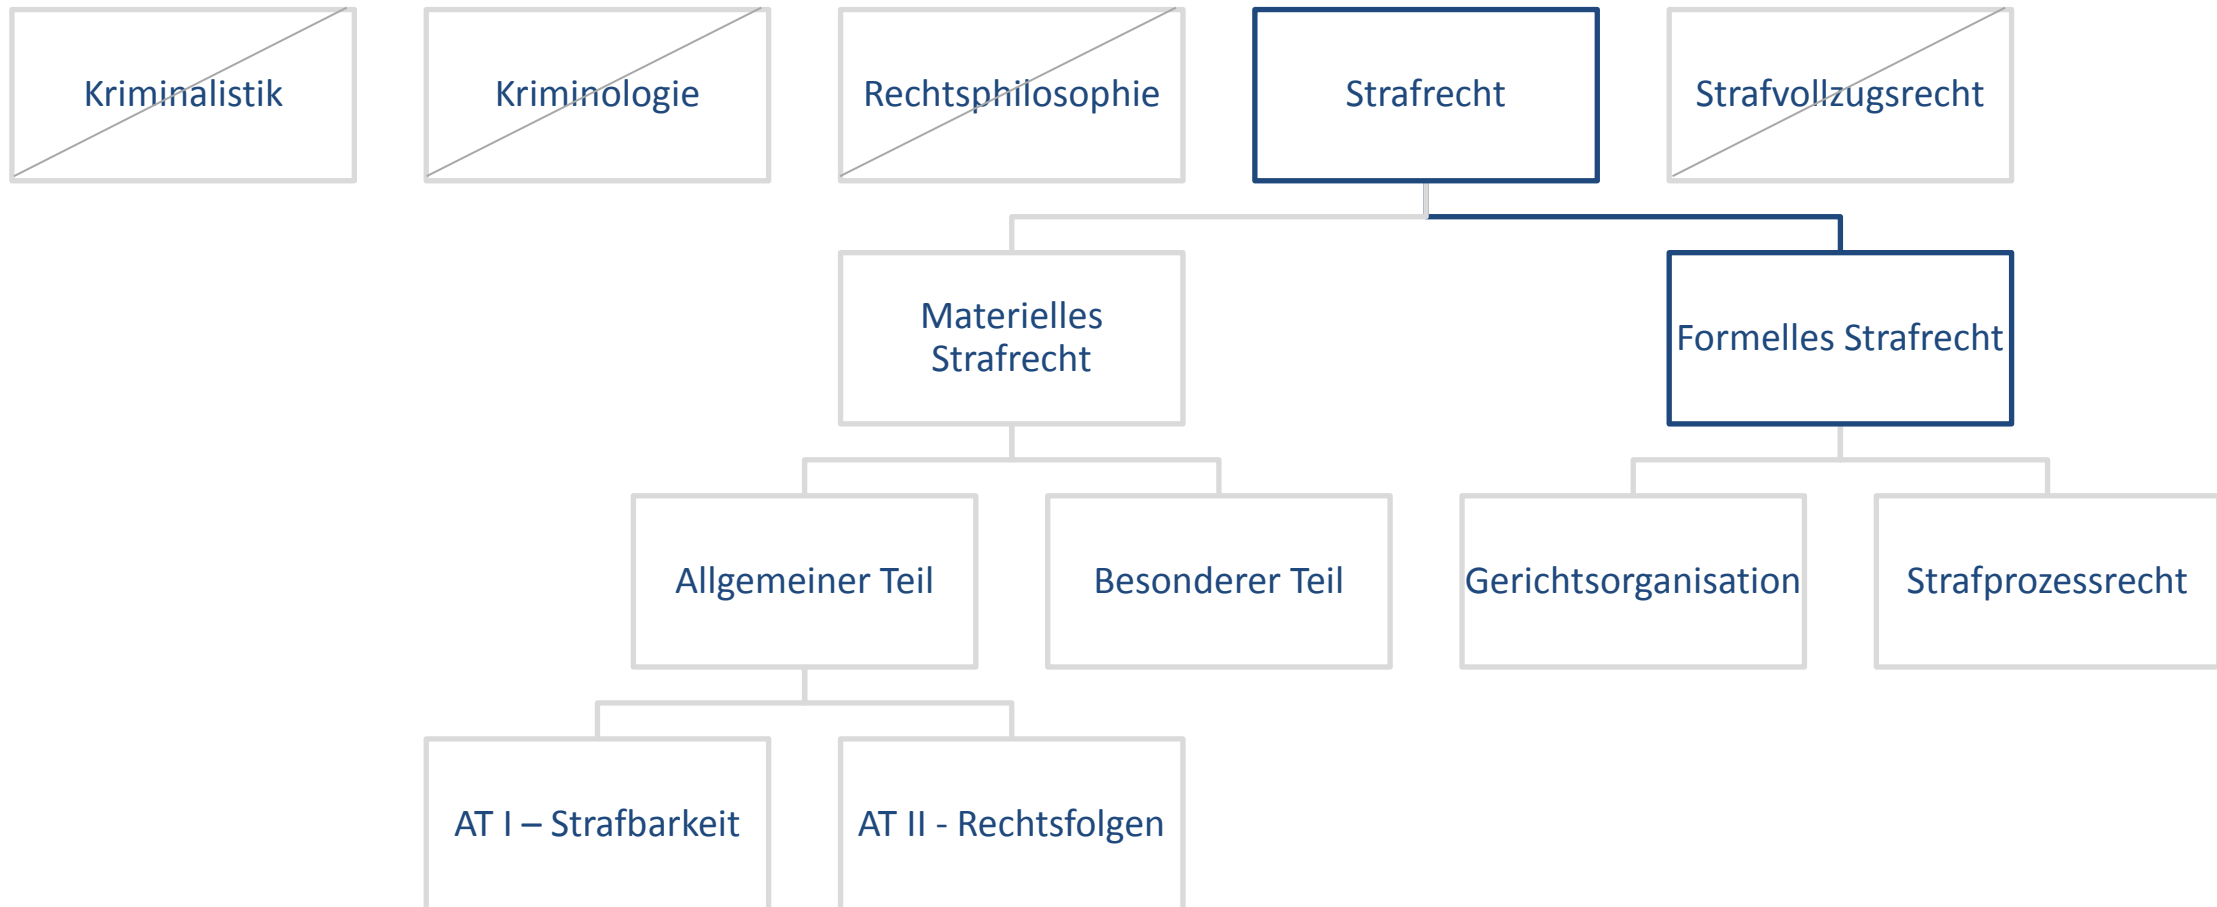 Kriminalistik
Kriminologie
Rechtsphilosophie
Strafrecht
Strafvollzugsrecht
Materielles
Strafrecht
Formelles Strafrecht
Allgemeiner Teil
Besonderer Teil
Gerichtsorganisation
Strafprozessrecht
AT I – Strafbarkeit
AT II - Rechtsfolgen